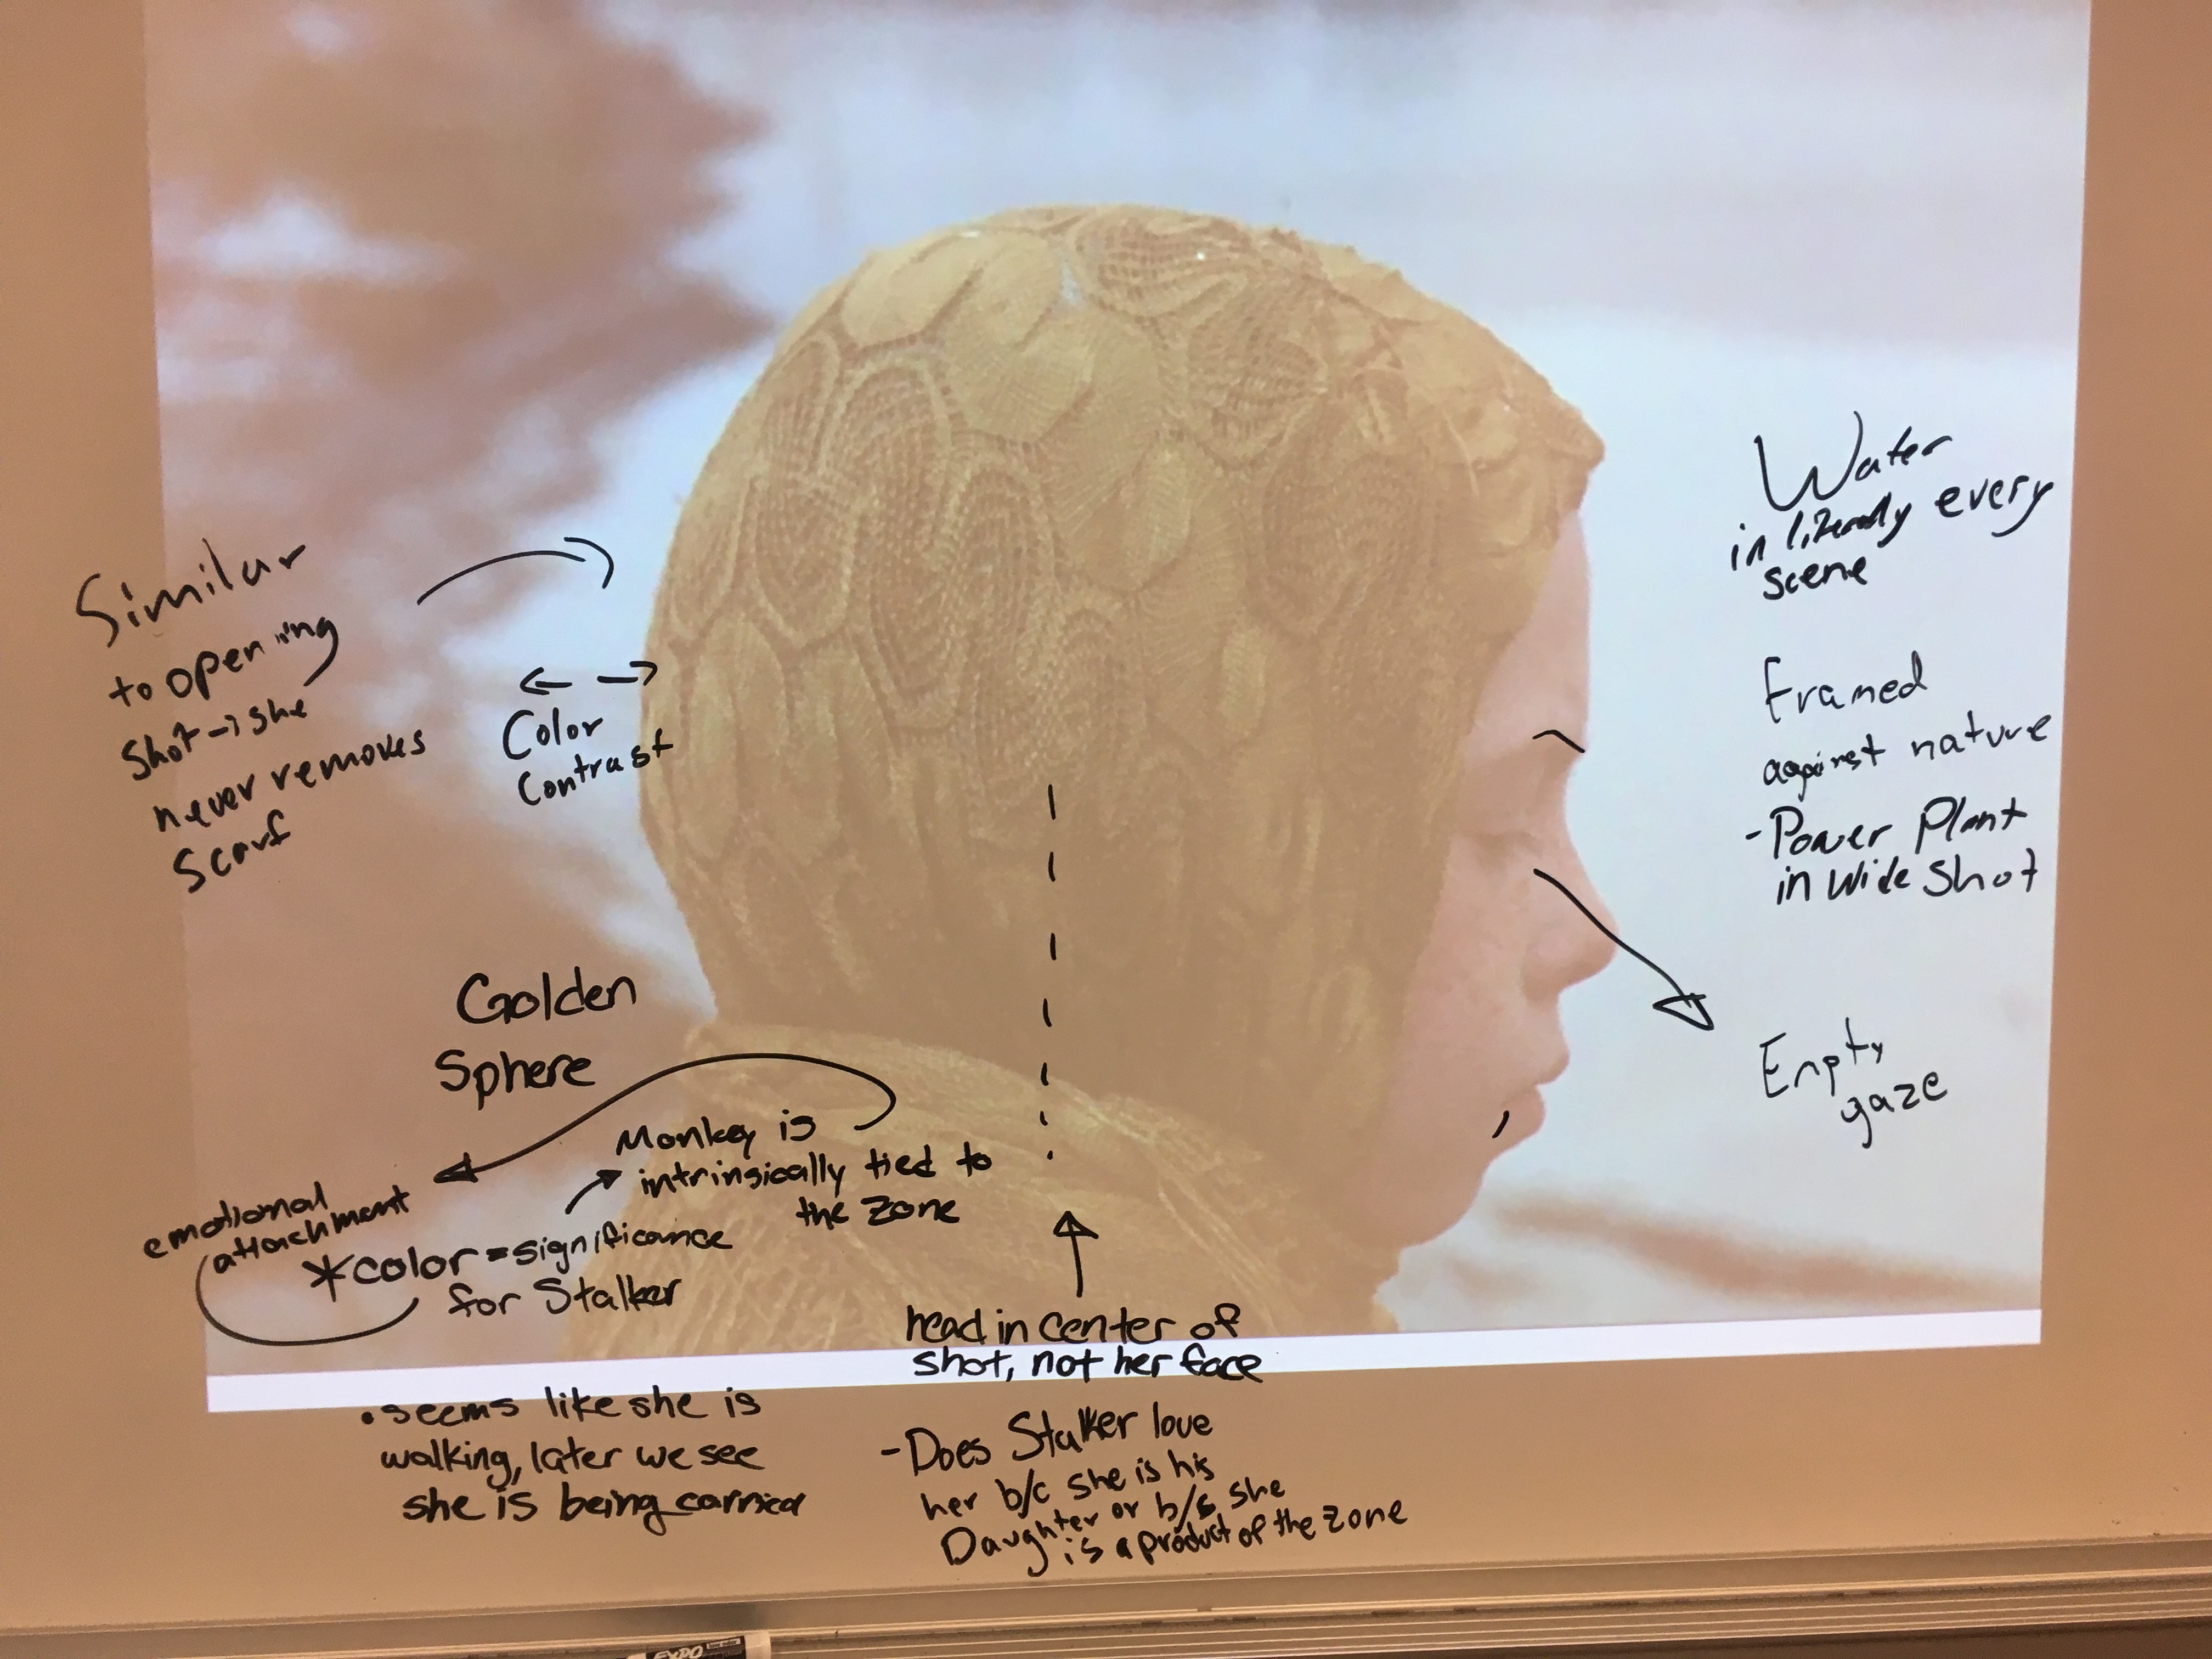 Similar
to opening
shot → she
never removes
scarf
← →
Color
Contrast
Water
in literally every
scene
Framed
against nature
- Power Plant
in wide shot
Empty
gaze
Golden
Sphere
Monkey is
intrinsically tied to
the Zone
emotional
attachment
*color = significance
for Stalker
head in center of
shot, not her face
• seems like she is
walking, later we see
she is being carried
- Does Stalker love
her b/c she is his
Daughter or b/c she
is a product of the zone
EXPO